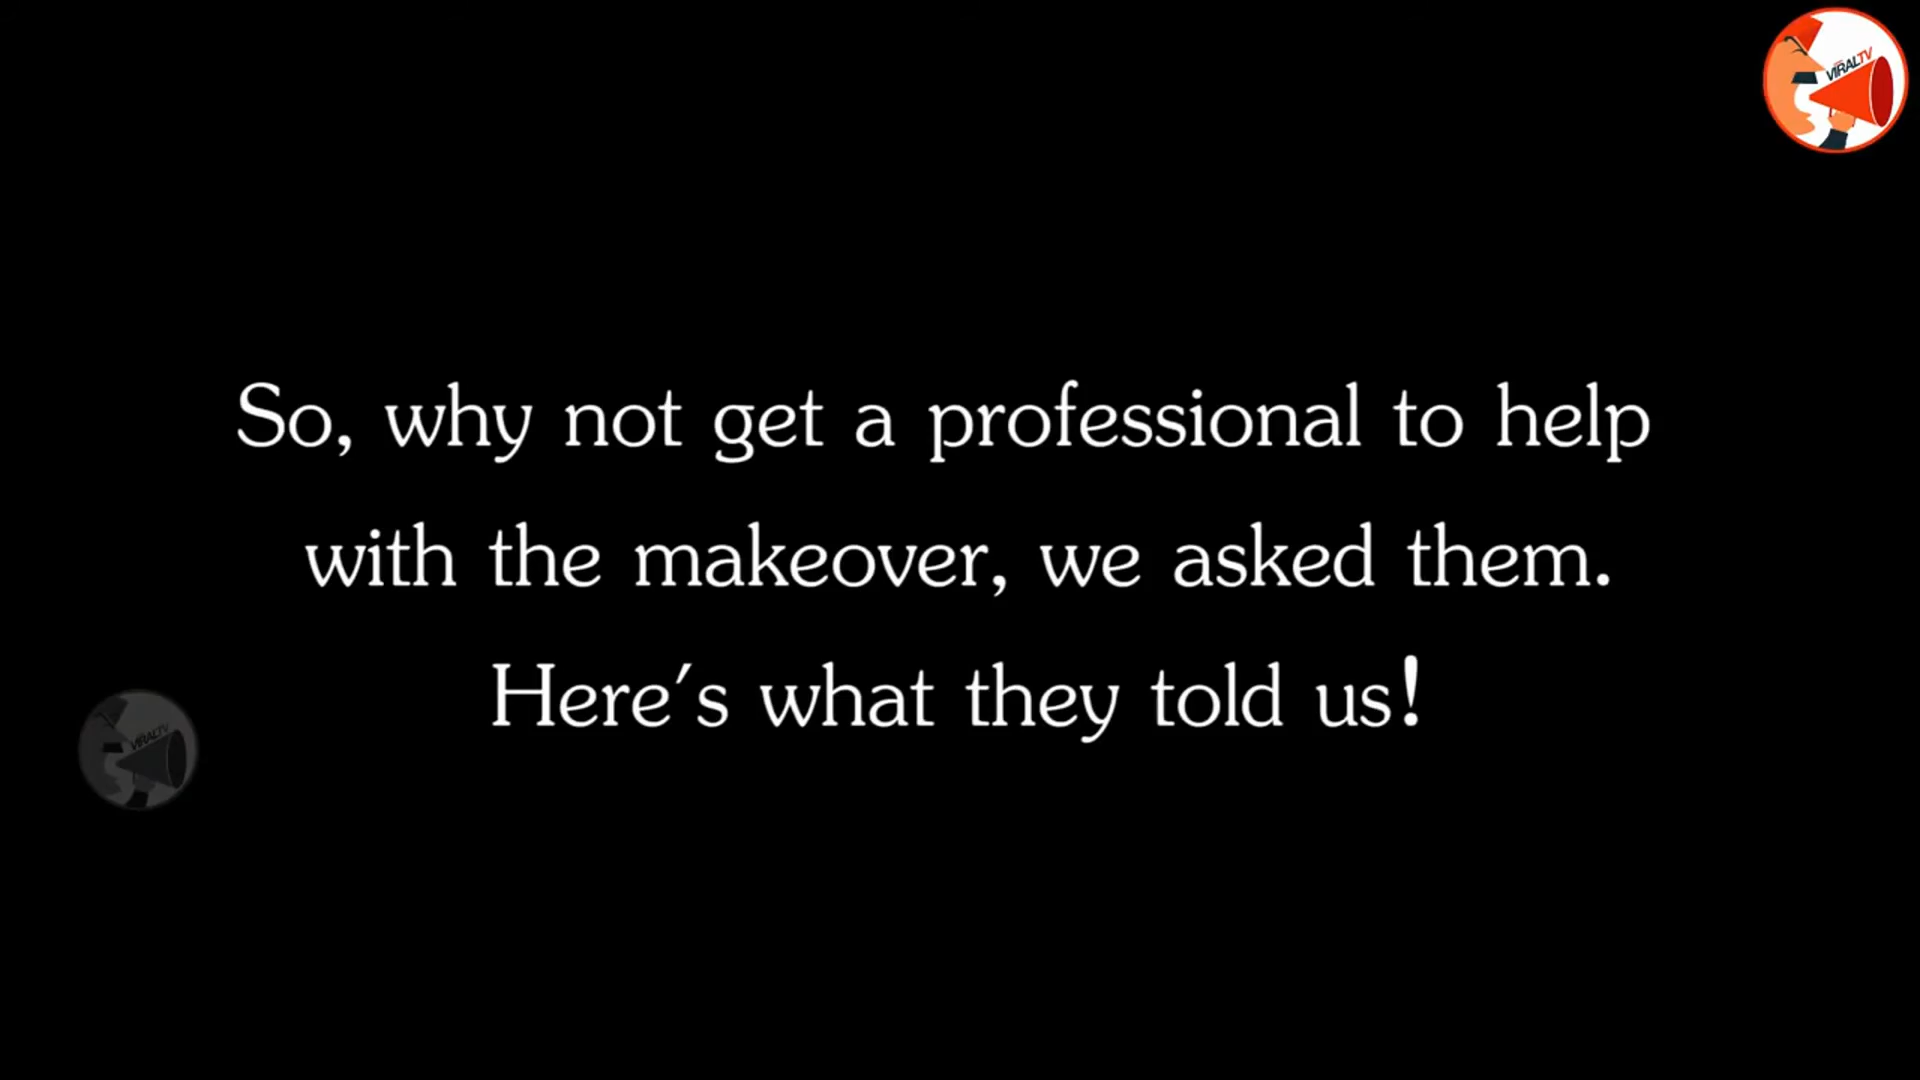 VIRALTV
So, why not get a professional to help
with the makeover, we asked them.
Here's what they told us!
VIRALTV